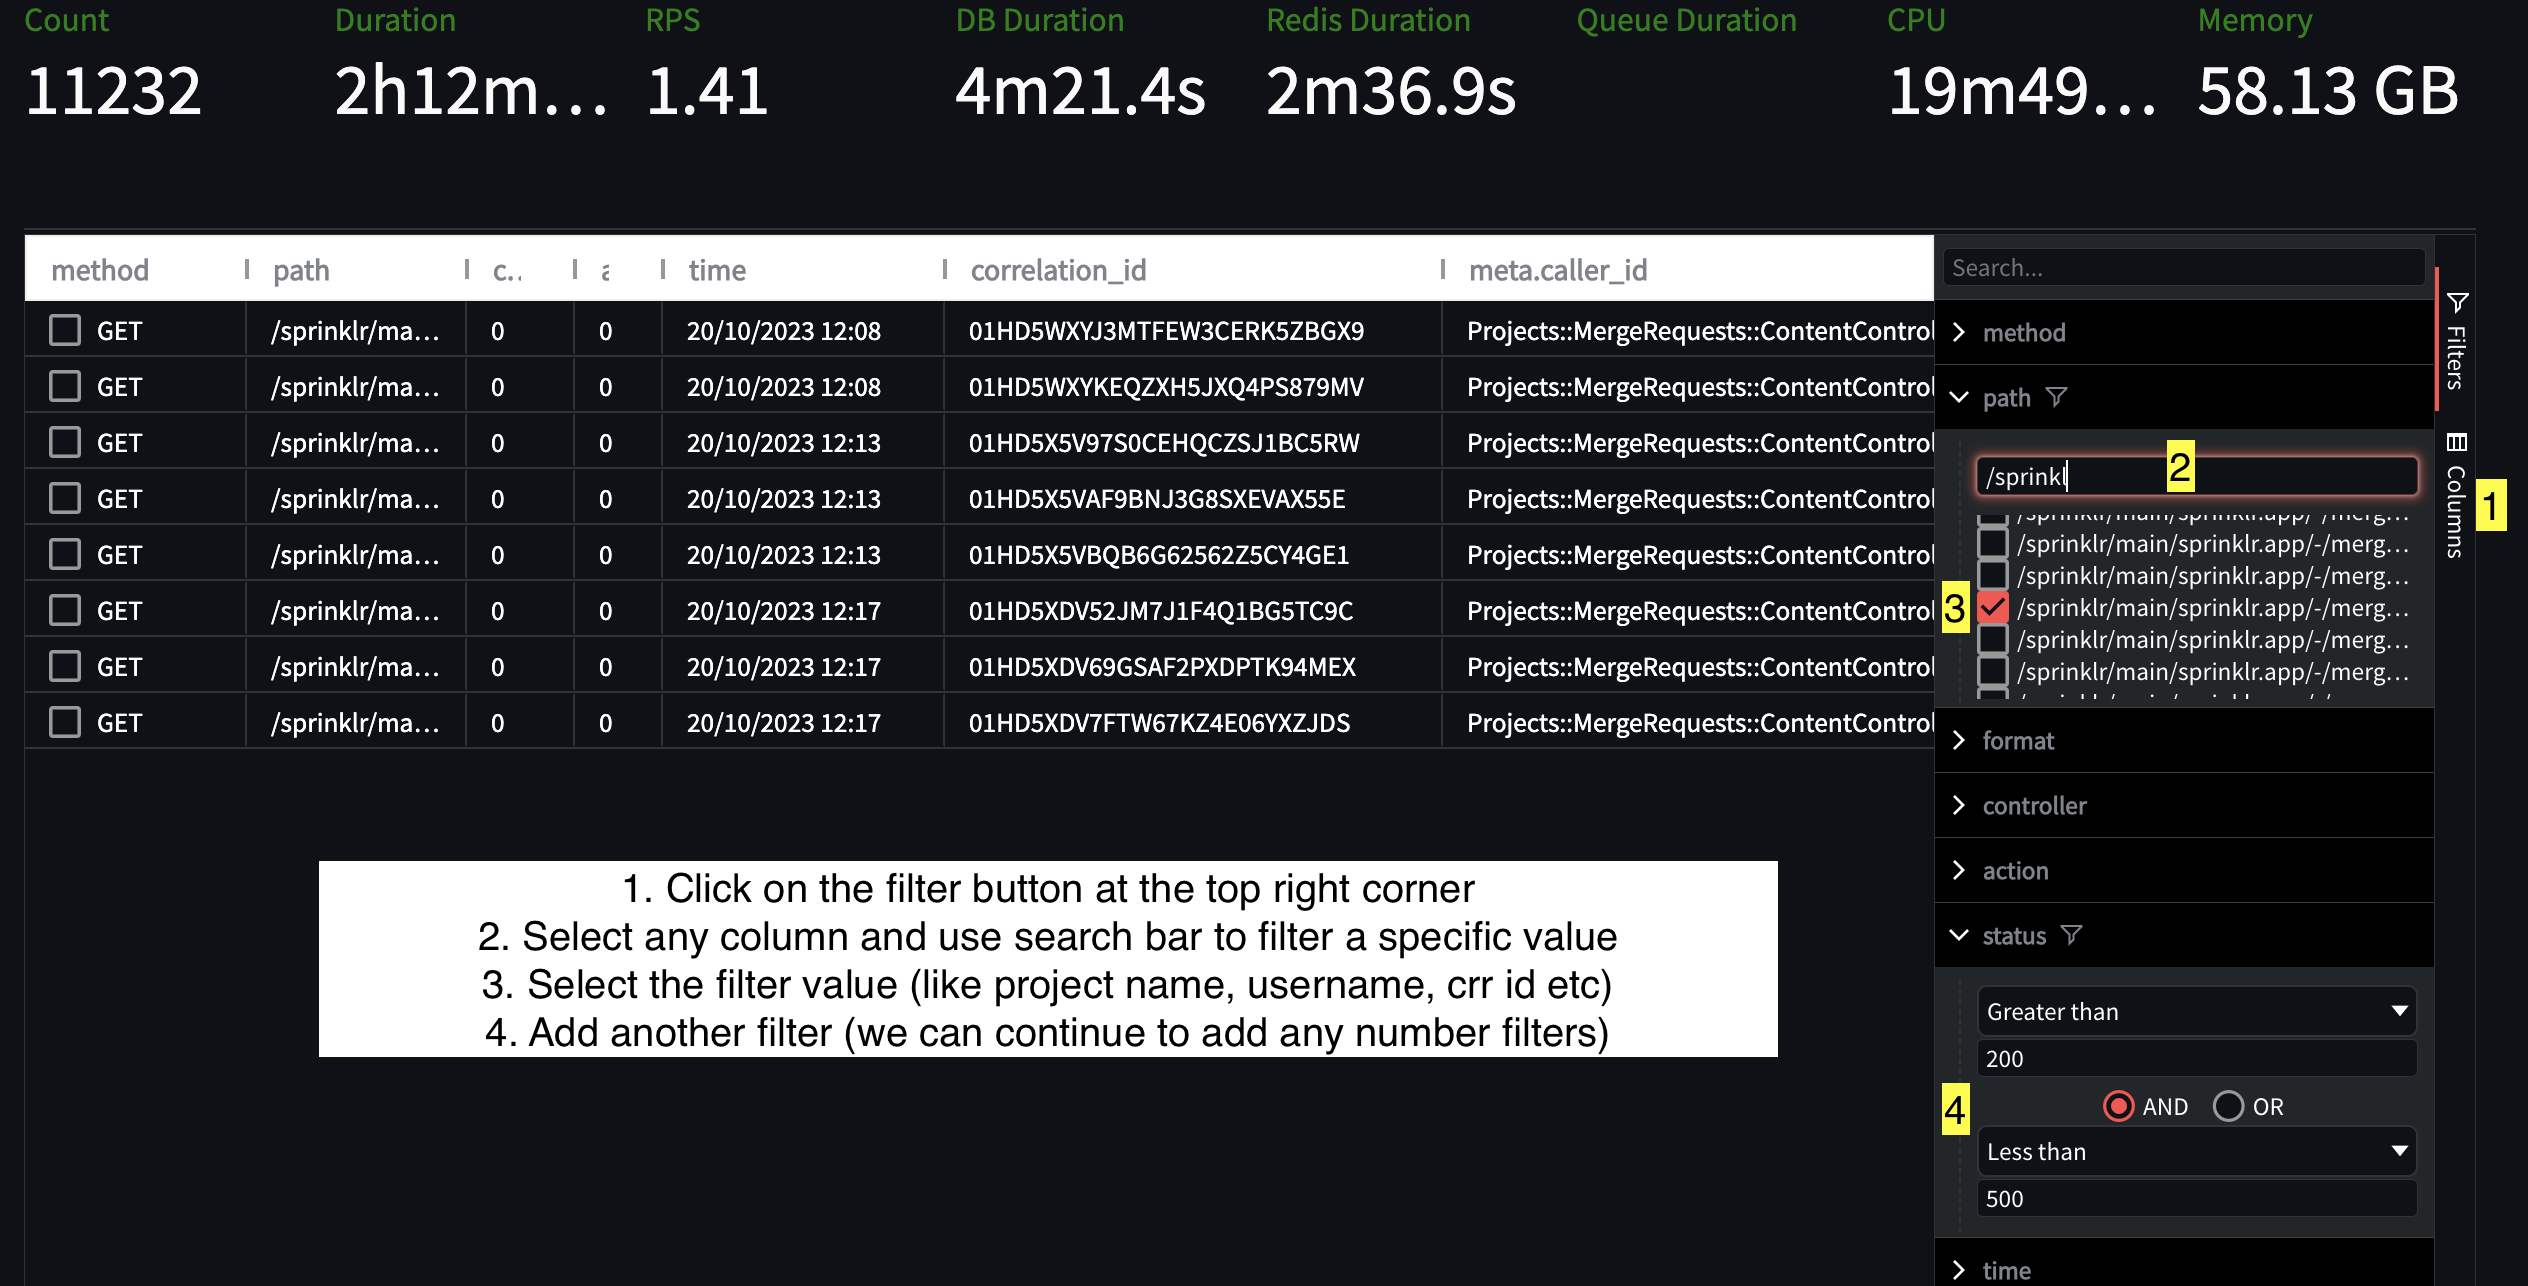 Count Duration RPS DB Duration Redis Duration Queue Duration CPU Memory
11232 2h12m... 1.41 4m21.4s 2m36.9s 19m49... 58.13 GB
method path c.. time correlation_id meta.caller_id
GET /sprinklr/ma... 0 0 20/10/2023 12:08 01HD5WXYJ3MTFEW3CERK5ZBGX9 Projects::MergeRequests::ContentControl
GET /sprinklr/ma... 0 0 20/10/2023 12:08 01HD5WXYKEQZXH5JXQ4PS879MV Projects::MergeRequests::ContentControl
GET /sprinklr/ma... 0 0 20/10/2023 12:13 01HD5X5V97S0CEHQCZSJ1BC5RW Projects::MergeRequests::ContentControl
GET /sprinklr/ma... 0 0 20/10/2023 12:13 01HD5X5VAF9BNJ3G8SXEVAX55E Projects::MergeRequests::ContentControl
GET /sprinklr/ma... 0 0 20/10/2023 12:13 01HD5X5VBQB6G62562Z5CY4GE1 Projects::MergeRequests::ContentControl
GET /sprinklr/ma... 0 0 20/10/2023 12:17 01HD5XDV52JM7J1F4Q1BG5TC9C Projects::MergeRequests::ContentControl
GET /sprinklr/ma... 0 0 20/10/2023 12:17 01HD5XDV69GSAF2PXDPTK94MEX Projects::MergeRequests::ContentControl
GET /sprinklr/ma... 0 0 20/10/2023 12:17 01HD5XDV7FTW67KZ4E06YXZJDS Projects::MergeRequests::ContentControl
1. Click on the filter button at the top right corner
2. Select any column and use search bar to filter a specific value
3. Select the filter value (like project name, username, crr id etc)
4. Add another filter (we can continue to add any number filters)
Search...
method
path
/sprinkl
2
/sprinklr/main/sprinklr.app/-/merg...
/sprinklr/main/sprinklr.app/-/merg...
/sprinklr/main/sprinklr.app/-/merg...
3 /sprinklr/main/sprinklr.app/-/merg...
/sprinklr/main/sprinklr.app/-/merg...
/sprinklr/main/sprinklr.app/-/merg...
format
controller
action
status
Greater than
200
4
AND OR
Less than
500
time
Filters
Columns
1